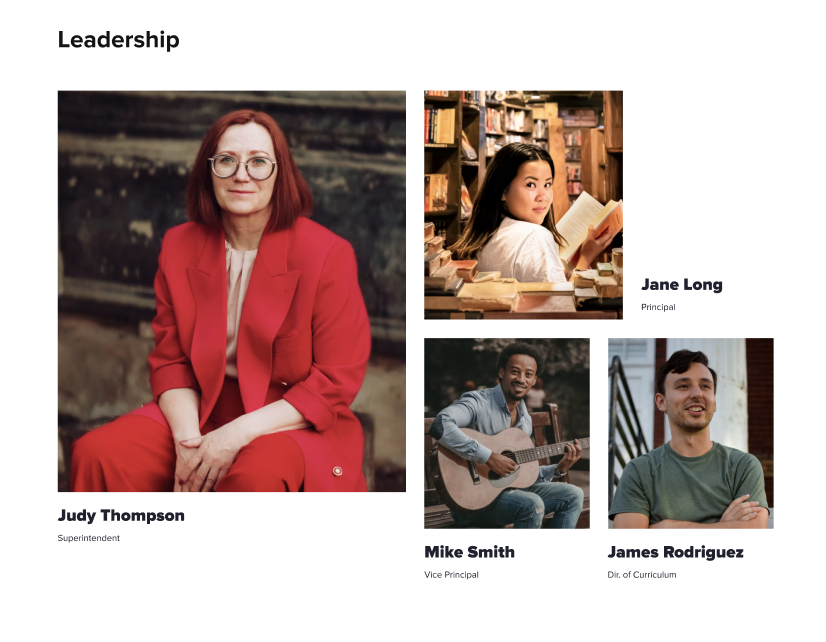 Leadership
Judy Thompson
Superintendent
Jane Long
Principal
Mike Smith
Vice Principal
James Rodriguez
Dir. of Curriculum